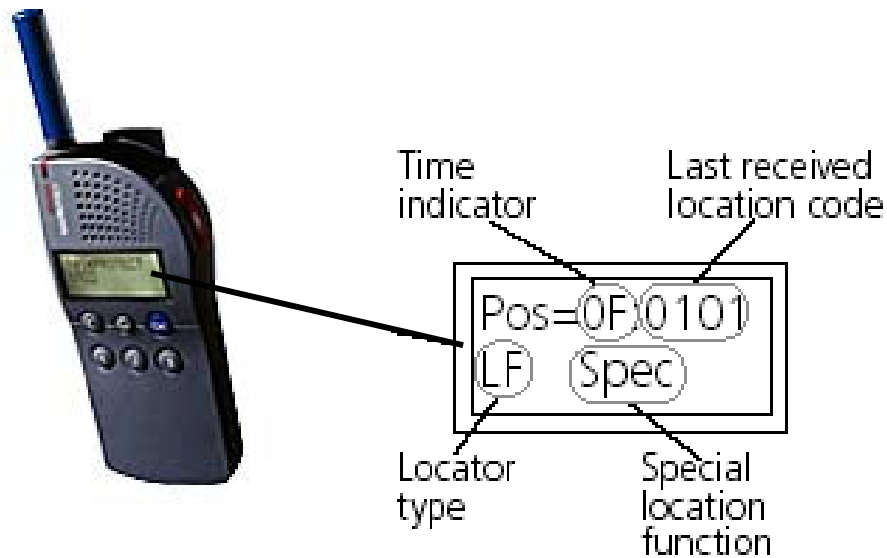 Time
indicator
Last received
location code
Pos=0F:0101
LF Spec
Locator
type
Special
location
function